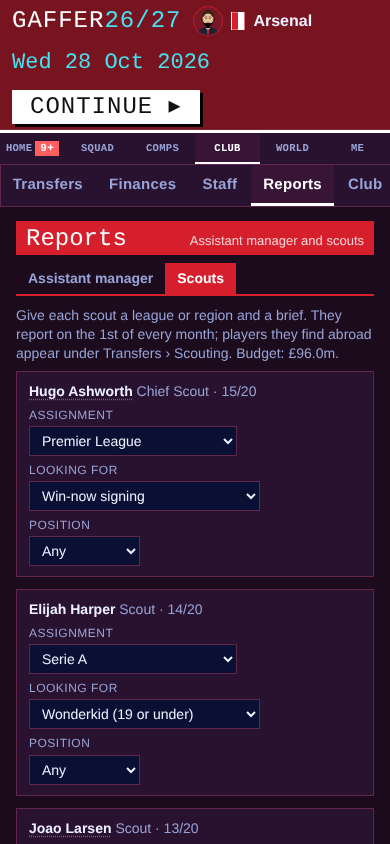 GAFFER26/27 Arsenal
Wed 28 Oct 2026
CONTINUE ►
HOME 9+ SQUAD COMPS CLUB WORLD ME
Transfers Finances Staff Reports Club
Reports Assistant manager and scouts
Assistant manager Scouts
Give each scout a league or region and a brief. They
report on the 1st of every month; players they find abroad
appear under Transfers › Scouting. Budget: £96.0m.
Hugo Ashworth Chief Scout · 15/20
ASSIGNMENT
Premier League
LOOKING FOR
Win-now signing
POSITION
Any
Elijah Harper Scout · 14/20
ASSIGNMENT
Serie A
LOOKING FOR
Wonderkid (19 or under)
POSITION
Any
Joao Larsen Scout · 13/20